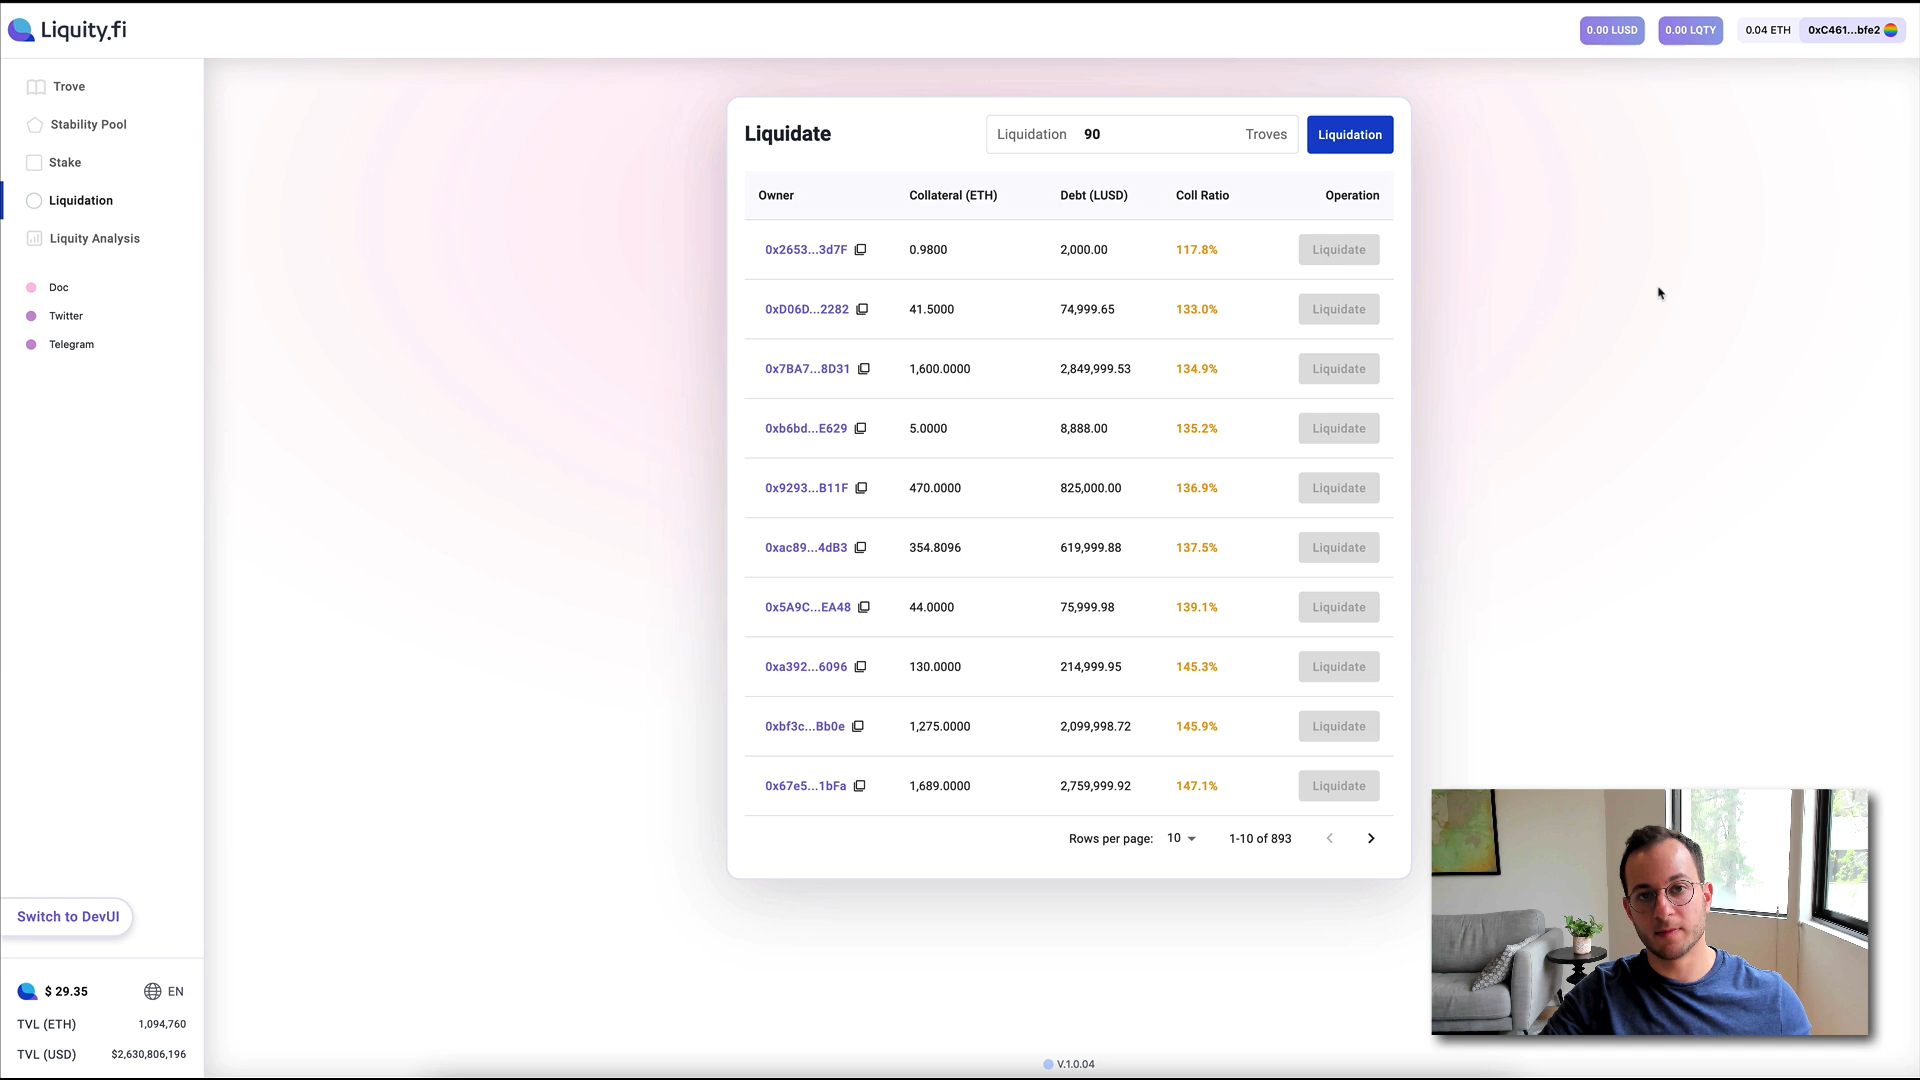 Liquity.fi
0.00 LUSD
0.00 LQTY
0.04 ETH
0xC461...bfe2
Trove
Stability Pool
Stake
Liquidation
Liquity Analysis
Doc
Twitter
Telegram
Switch to DevUI
$ 29.35
EN
TVL (ETH) 1,094,760
TVL (USD) $2,630,806,196
Liquidate
Liquidation 90 Troves
Liquidation
Owner Collateral (ETH) Debt (LUSD) Coll Ratio Operation
0x2653...3d7F 0.9800 2,000.00 117.8% Liquidate
0xD06D...2282 41.5000 74,999.65 133.0% Liquidate
0x7BA7...8D31 1,600.0000 2,849,999.53 134.9% Liquidate
0xb6bd...E629 5.0000 8,888.00 135.2% Liquidate
0x9293...B11F 470.0000 825,000.00 136.9% Liquidate
0xac89...4dB3 354.8096 619,999.88 137.5% Liquidate
0x5A9C...EA48 44.0000 75,999.98 139.1% Liquidate
0xa392...6096 130.0000 214,999.95 145.3% Liquidate
0xbf3c...Bb0e 1,275.0000 2,099,998.72 145.9% Liquidate
0x67e5...1bFa 1,689.0000 2,759,999.92 147.1% Liquidate
Rows per page: 10 1-10 of 893
V.1.0.04